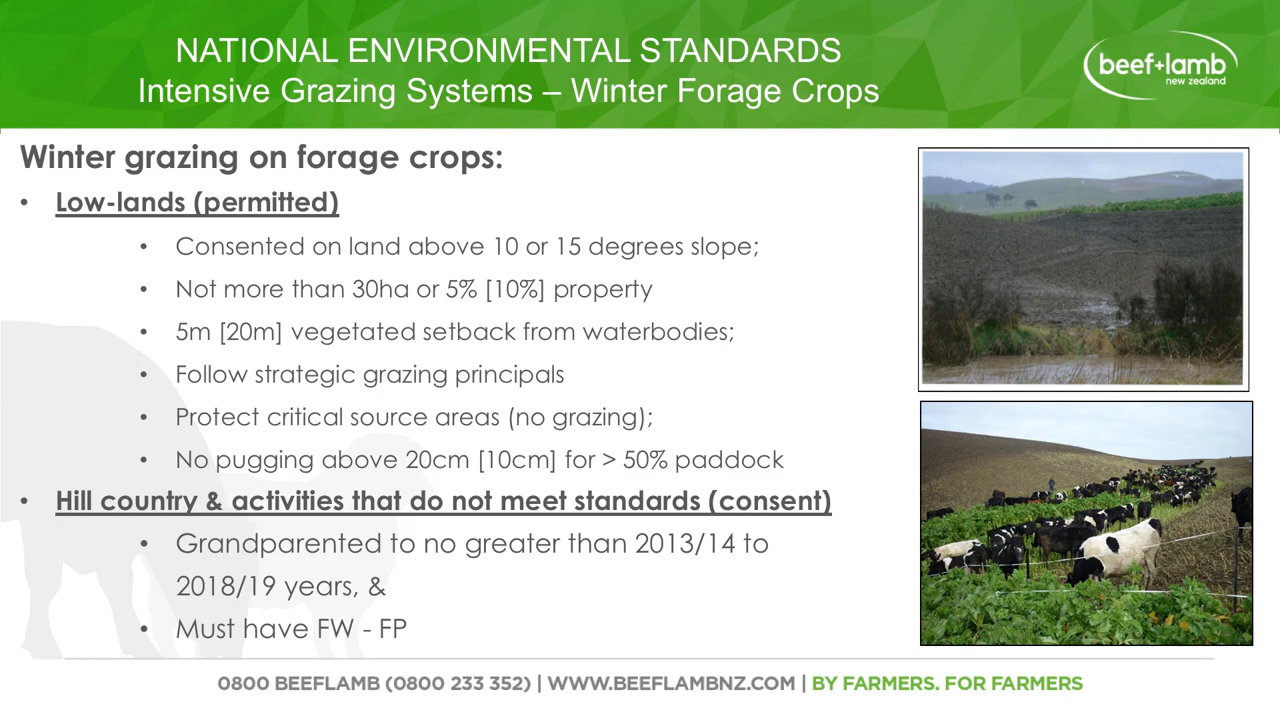 NATIONAL ENVIRONMENTAL STANDARDS
Intensive Grazing Systems – Winter Forage Crops
beef+lamb
new zealand
Winter grazing on forage crops:
• Low-lands (permitted)
• Consented on land above 10 or 15 degrees slope;
• Not more than 30ha or 5% [10%] property
• 5m [20m] vegetated setback from waterbodies;
• Follow strategic grazing principals
• Protect critical source areas (no grazing);
• No pugging above 20cm [10cm] for > 50% paddock
• Hill country & activities that do not meet standards (consent)
• Grandparented to no greater than 2013/14 to
2018/19 years, &
• Must have FW - FP
0800 BEEFLAMB (0800 233 352) | WWW.BEEFLAMBNZ.COM | BY FARMERS. FOR FARMERS